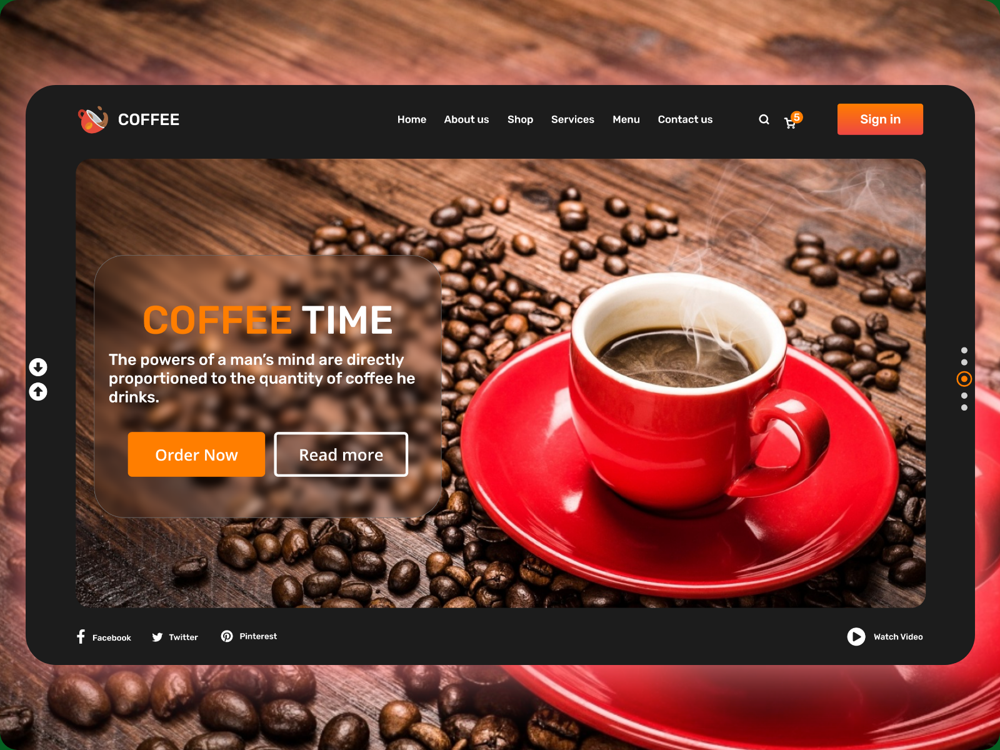 COFFEE
Home About us Shop Services Menu Contact us
5
Sign in
COFFEE TIME
The powers of a man’s mind are directly
proportioned to the quantity of coffee he
drinks.
Order Now
Read more
Facebook
Twitter
Pinterest
Watch Video